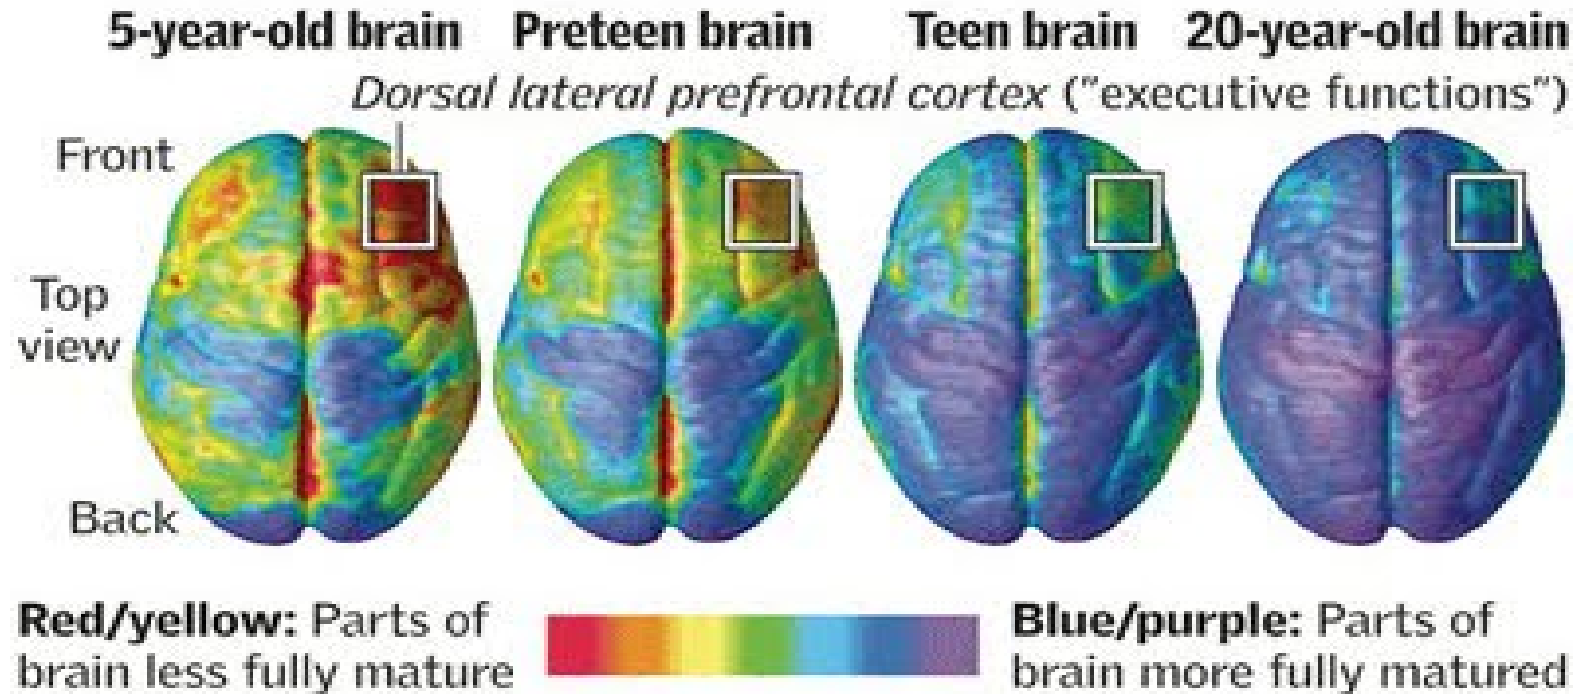 5-year-old brain Preteen brain Teen brain 20-year-old brain
Dorsal lateral prefrontal cortex ("executive functions")
Front
Top
view
Back
Red/yellow: Parts of
brain less fully mature
Blue/purple: Parts of
brain more fully matured